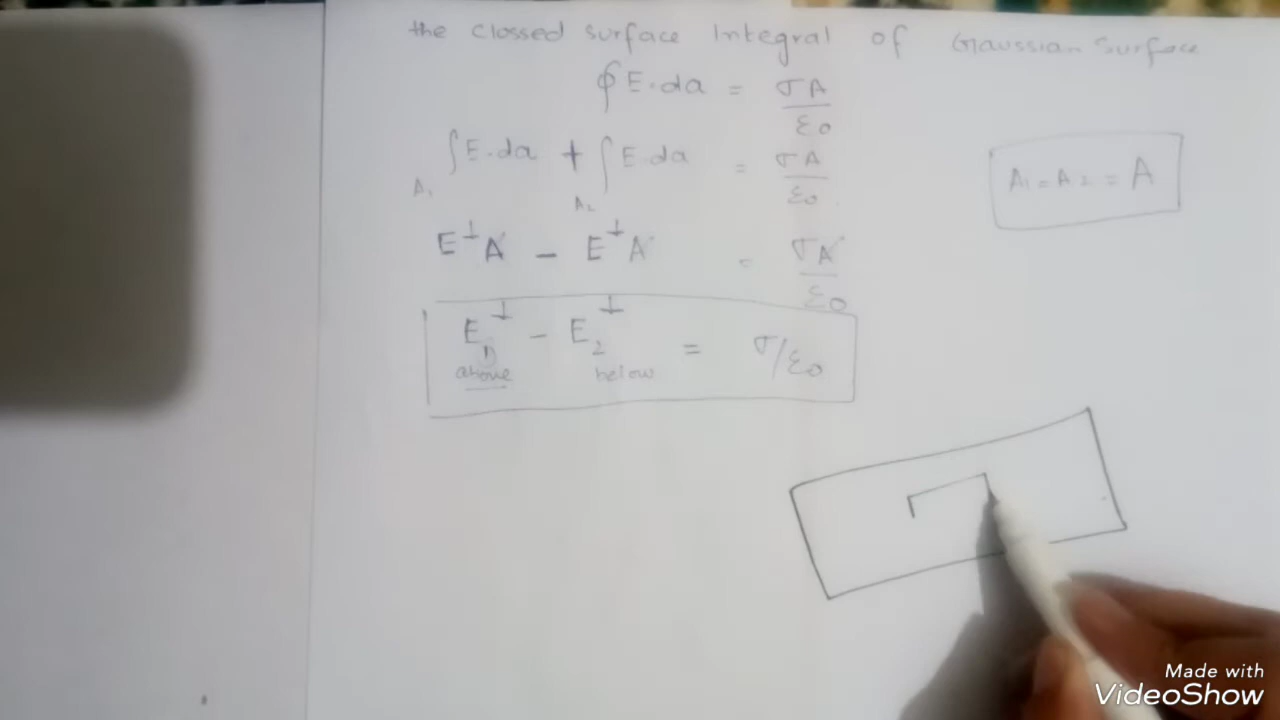 the clossed surface Integral of Gaussian surface
∮E.da = σA/ε0
∫E.da + ∫E.da = σA/ε0
A1 A2
A1 = A2 = A
E⊥A - E⊥A = σA/ε0
E1⊥ - E2⊥ = σ/ε0
above below
Made with
VideoShow